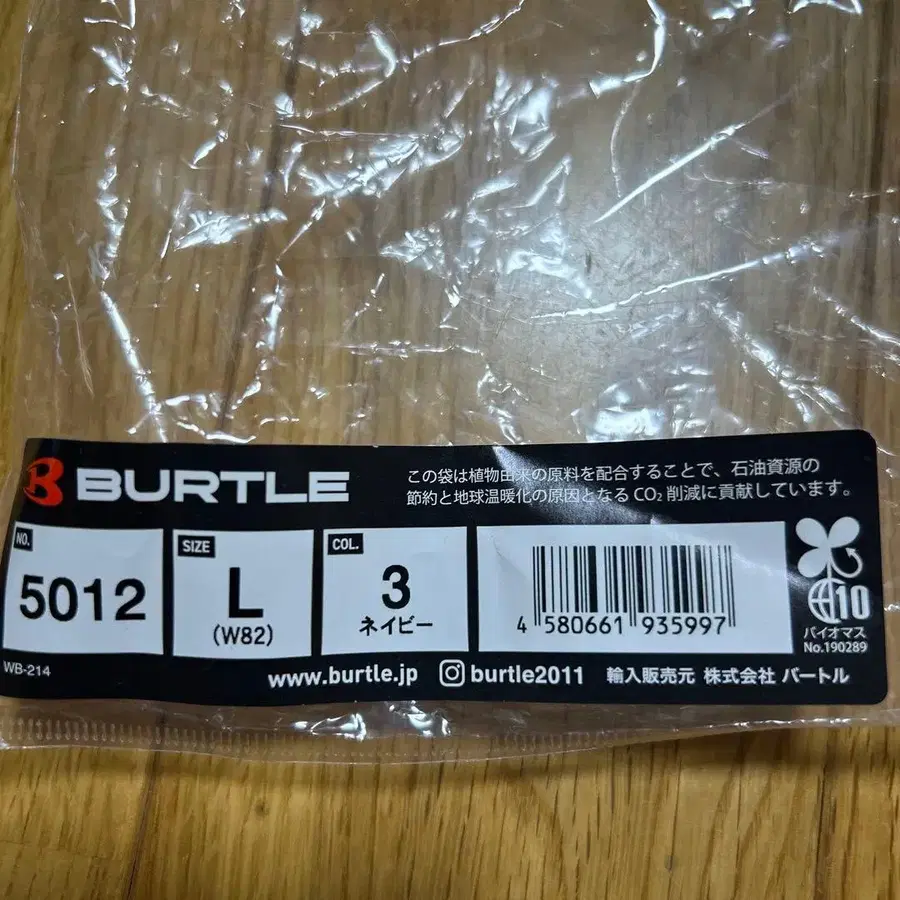 BURTLE
この袋は植物由来の原料を配合することで、石油資源の
節約と地球温暖化の原因となるCO₂削減に貢献しています。
NO.
5012
SIZE
L
(W82)
COL.
3
ネイビー
4 580661 935997
10
バイオマス
No.190289
WB-214
www.burtle.jp burtle2011 輸入販売元 株式会社 バートル